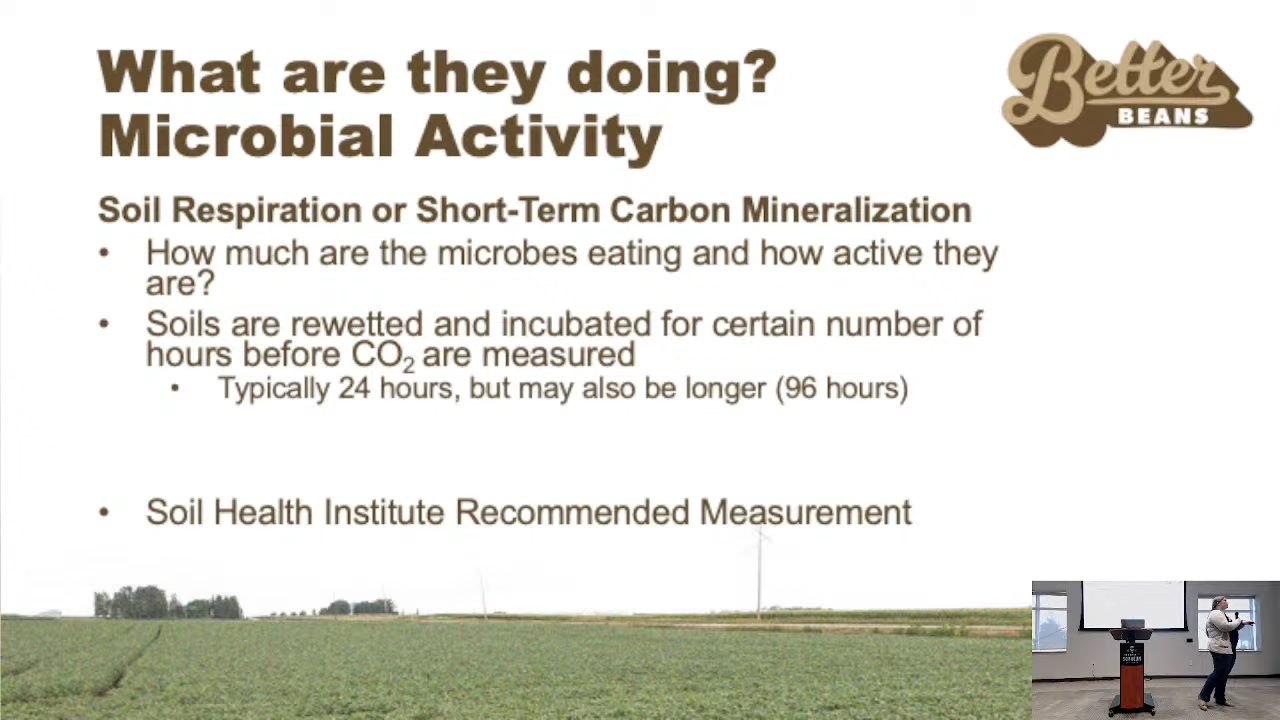 What are they doing?
Microbial Activity
Better
BEANS
Soil Respiration or Short-Term Carbon Mineralization
• How much are the microbes eating and how active they
are?
• Soils are rewetted and incubated for certain number of
hours before CO₂ are measured
• Typically 24 hours, but may also be longer (96 hours)
• Soil Health Institute Recommended Measurement